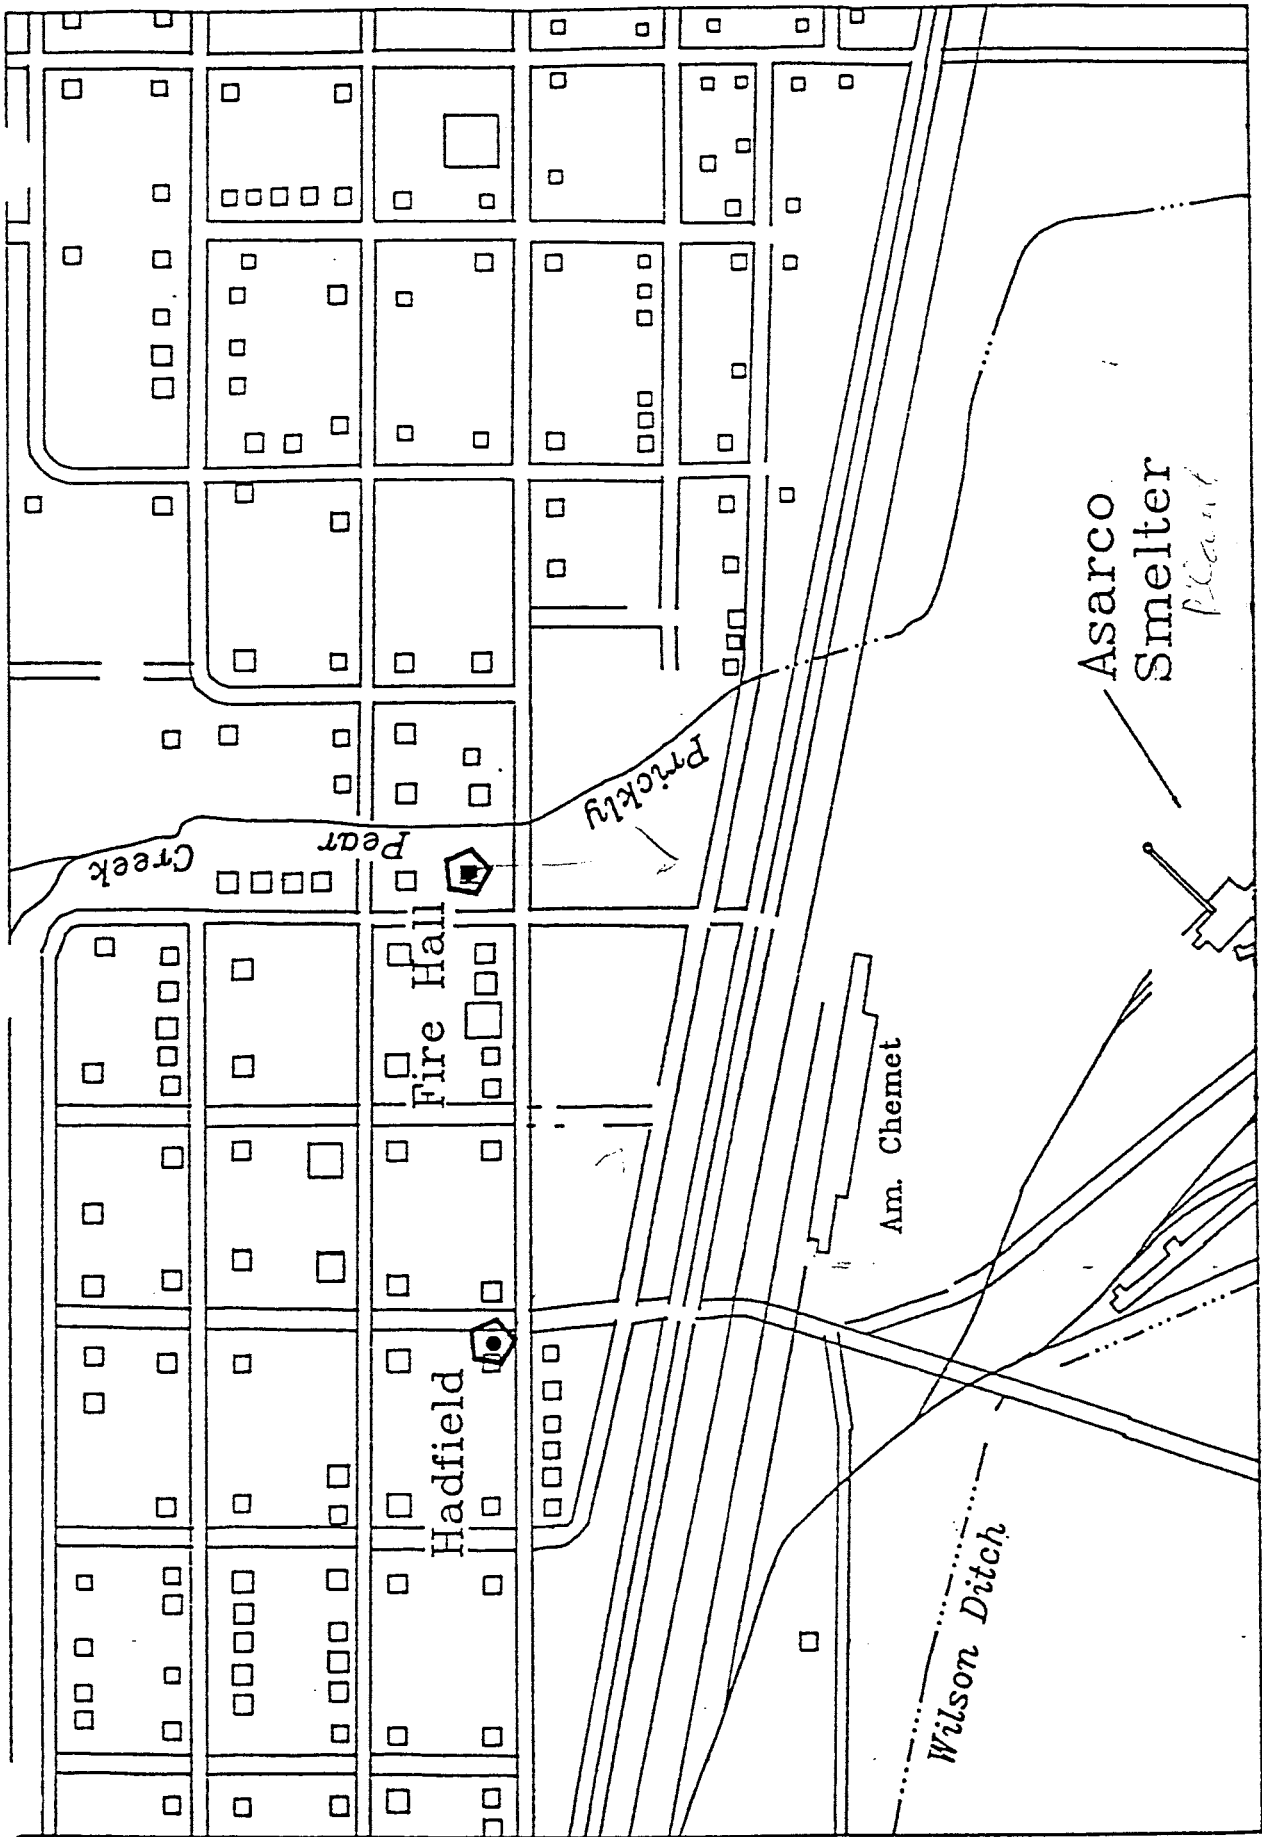 Prickly
Pear
Creek
Fire Hall
Hadfield
Asarco
Smelter
Am. Chemet
Wilson Ditch